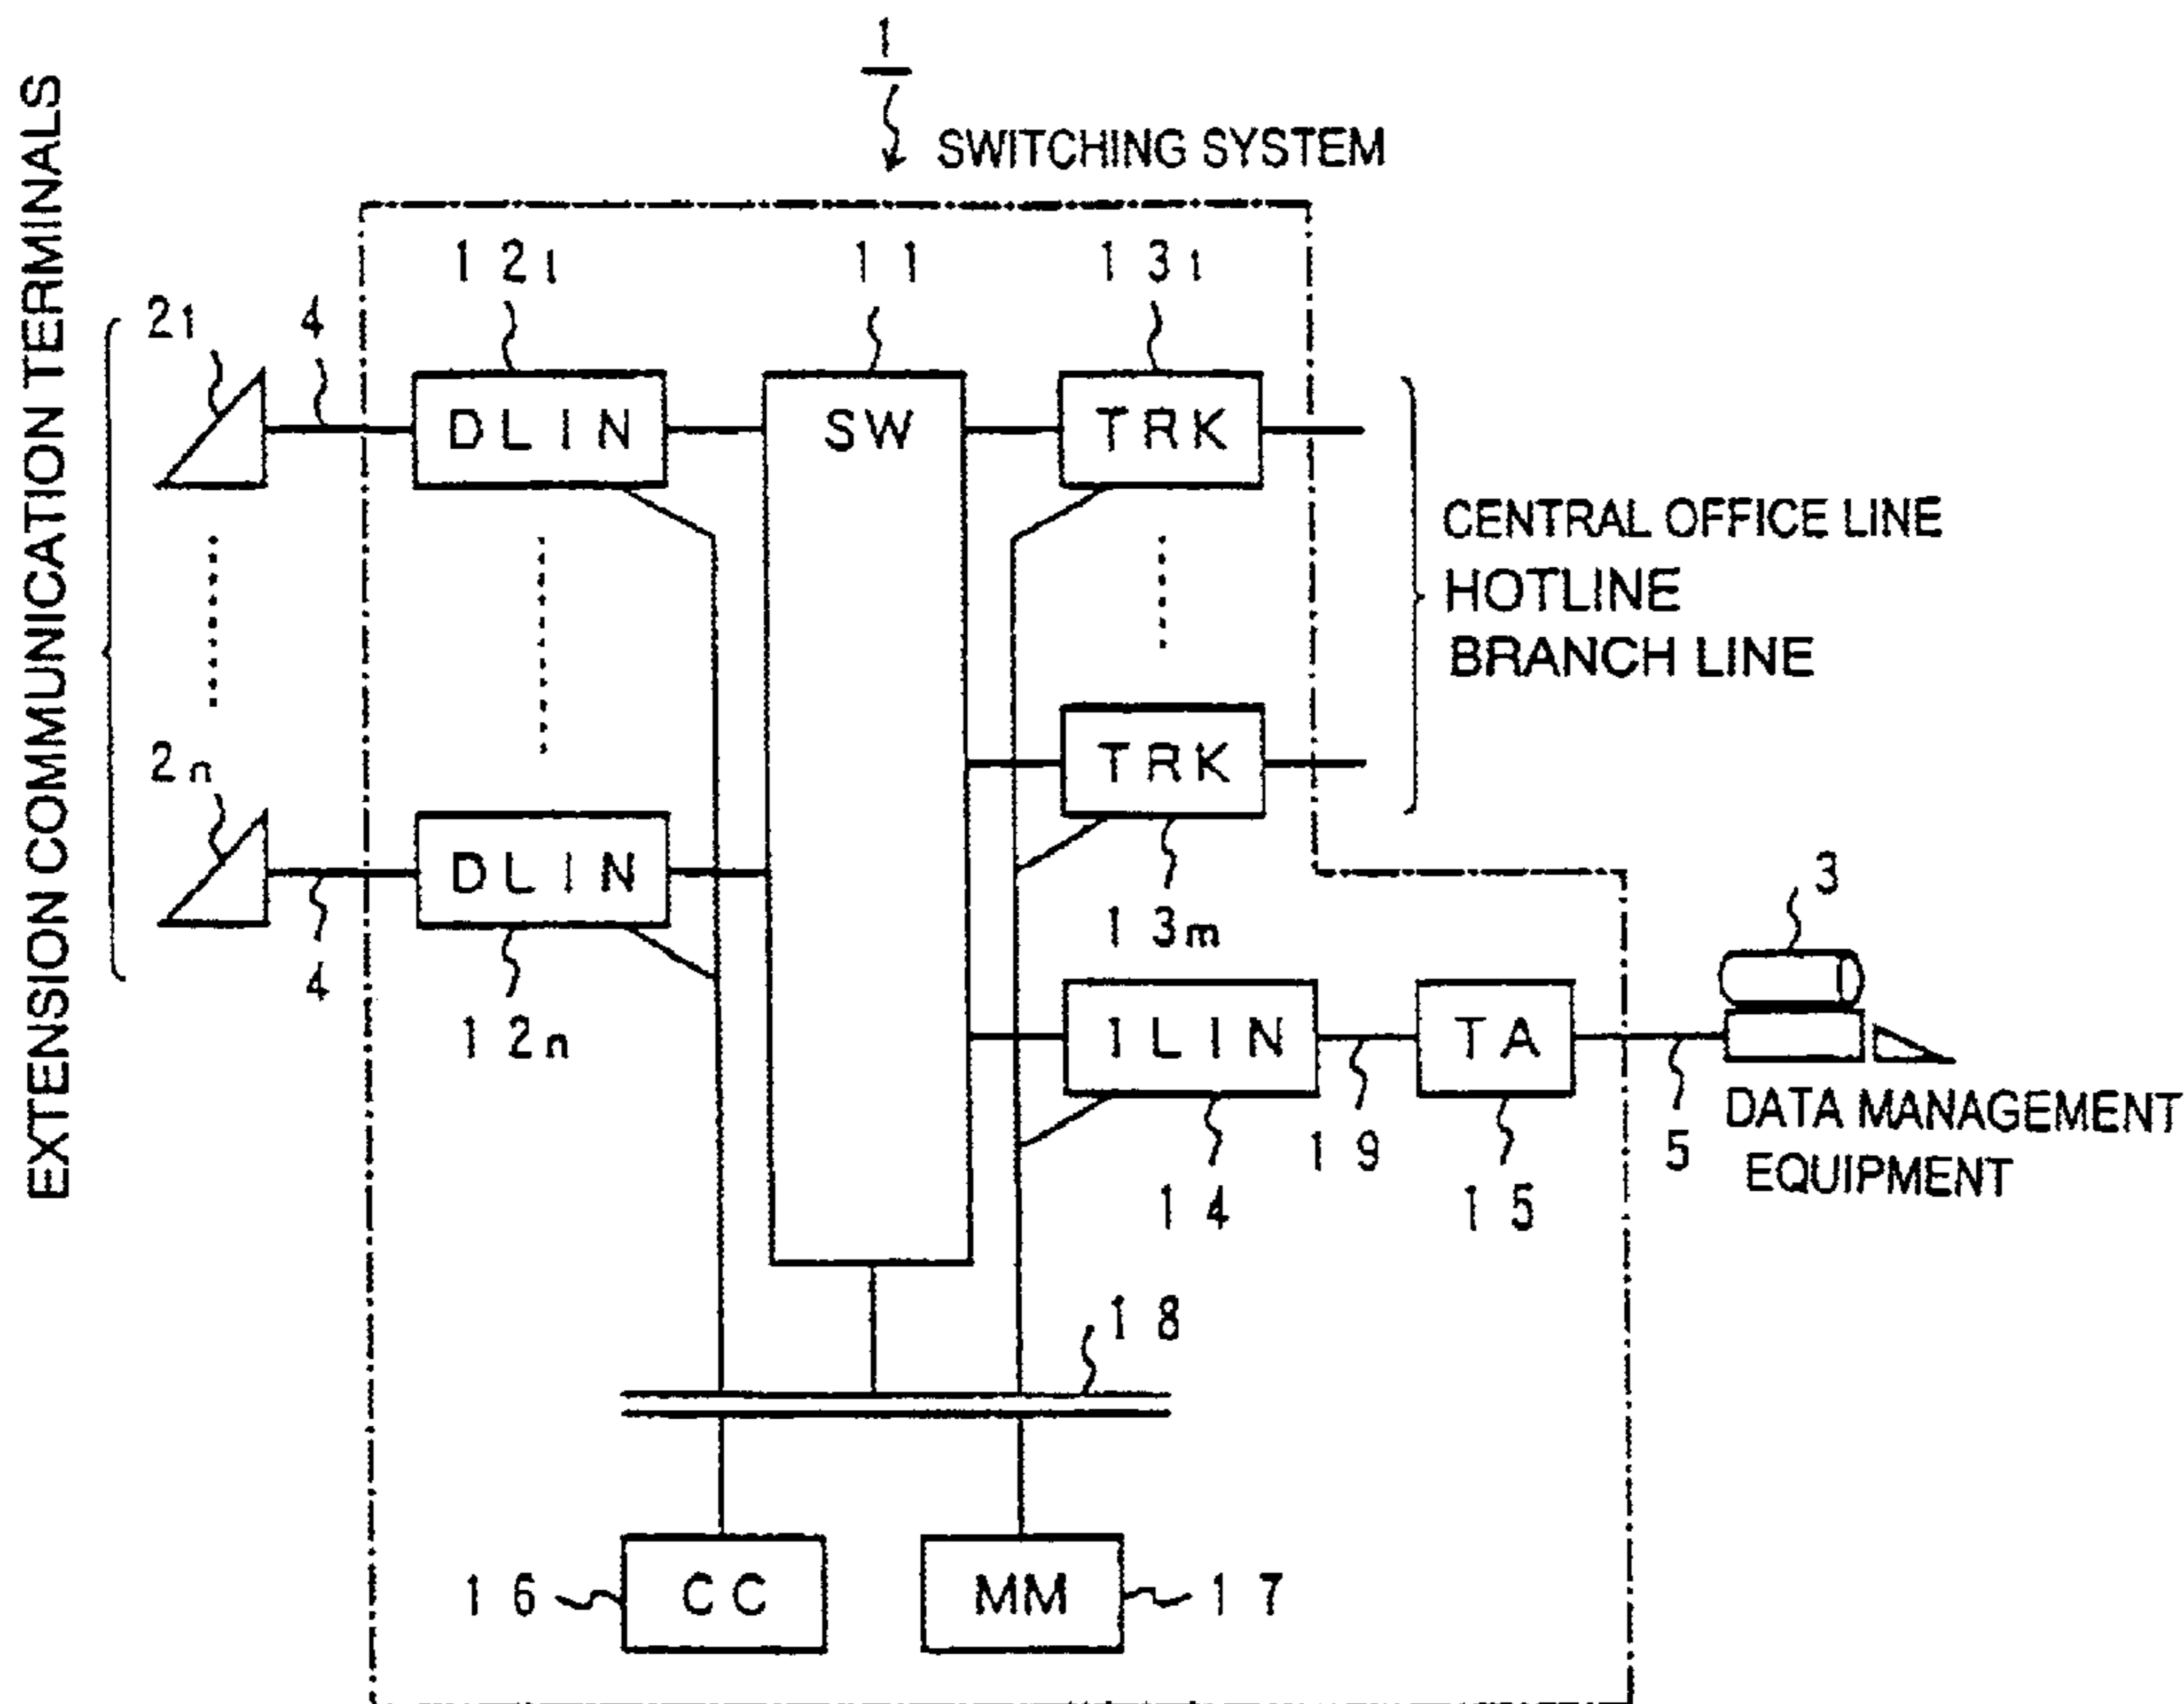 1
SWITCHING SYSTEM
EXTENSION COMMUNICATION TERMINALS
21
4
121
11
131
DLIN
SW
TRK
CENTRAL OFFICE LINE
HOTLINE
BRANCH LINE
2n
TRK
DLIN
4
12n
13m
3
ILIN
TA
19
5
DATA MANAGEMENT
EQUIPMENT
14
15
18
16
CC
MM
17